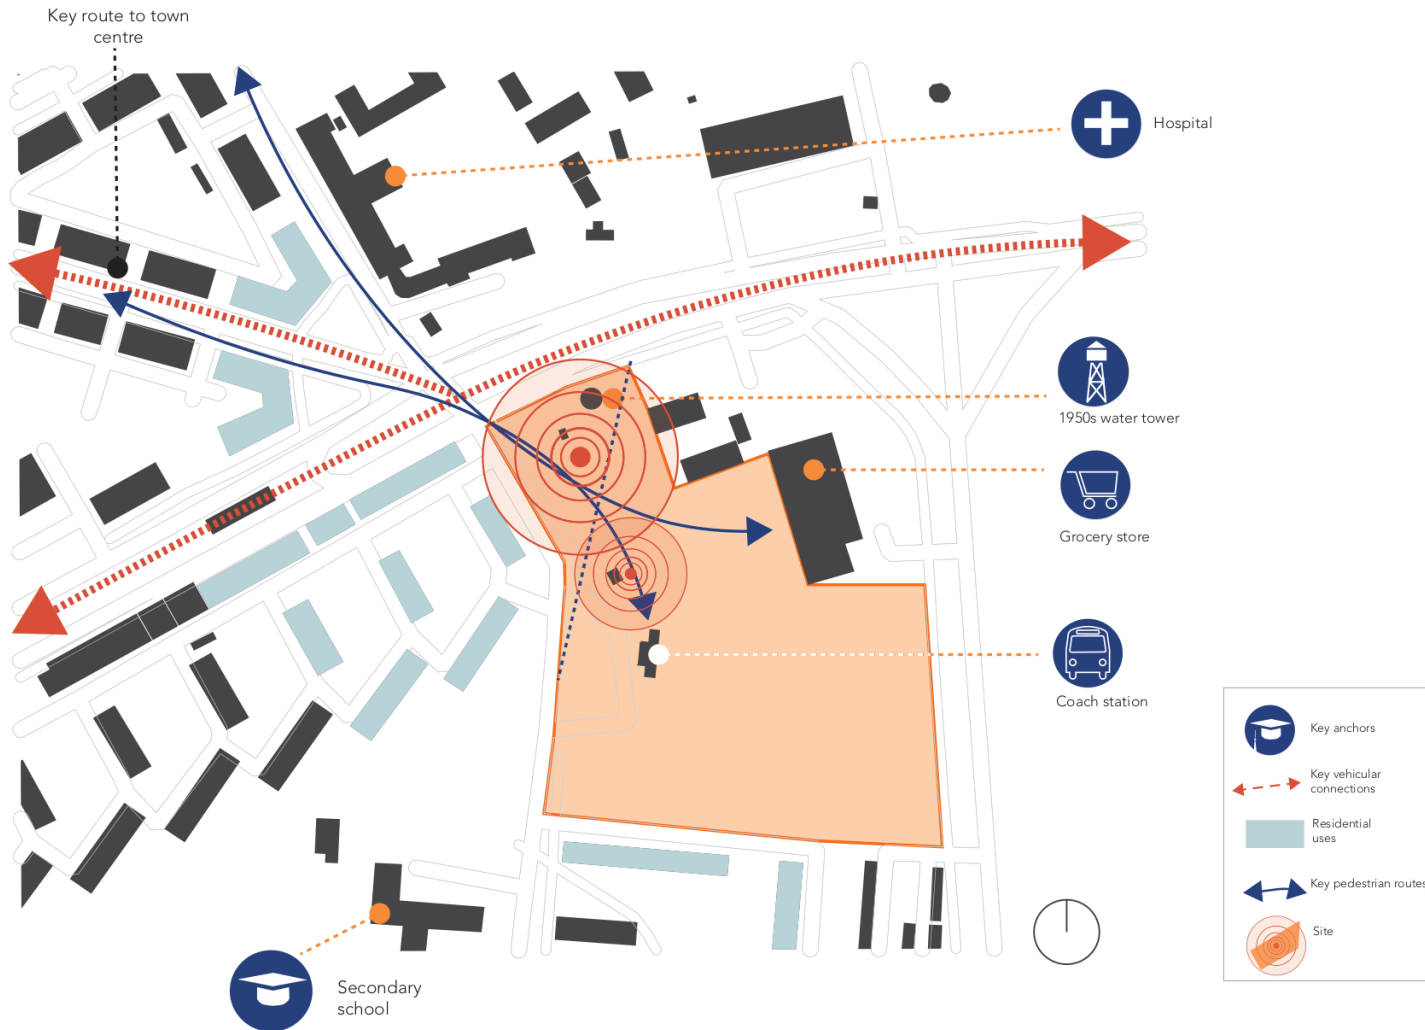 Key route to town
centre
Hospital
1950s water tower
Grocery store
Coach station
Key anchors
Key vehicular
connections
Residential
uses
Key pedestrian routes
Site
Secondary
school